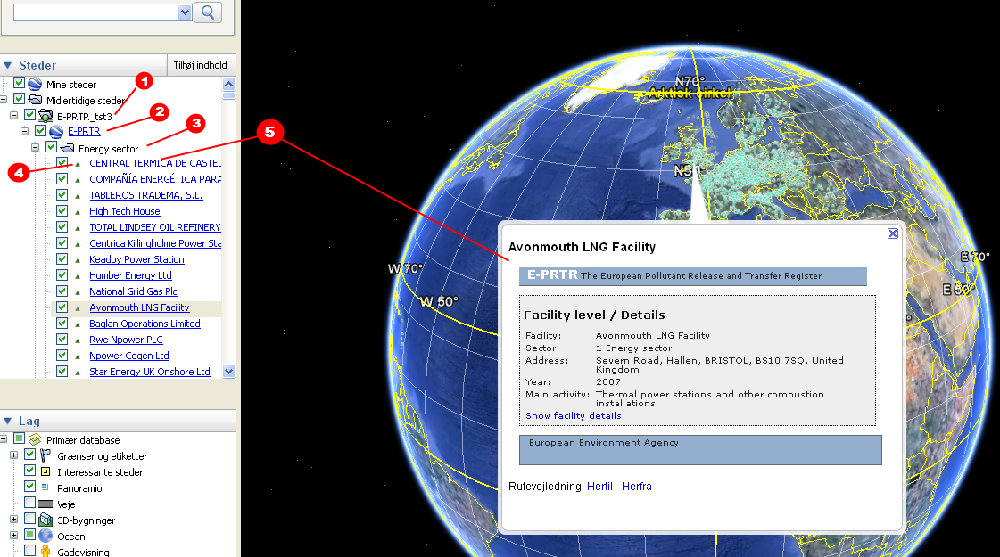 Steder
Tilføj indhold
Mine steder
Midlertidige steder
1
E-PRTR_tst3
2
E-PRTR
3
Energy sector
5
4
CENTRAL TERMICA DE CASTEL
COMPAÑÍA ENERGÉTICA PARA
TABLEROS TRADEMA, S.L.
High Tech House
TOTAL LINDSEY OIL REFINERY
Centrica Killingholme Power Sta
Keadby Power Station
Humber Energy Ltd
National Grid Gas Plc
Avonmouth LNG Facility
Baglan Operations Limited
Rwe Npower PLC
Npower Cogen Ltd
Star Energy UK Onshore Ltd
Lag
Primær database
Grænser og etiketter
Interessante steder
Panoramio
Veje
3D-bygninger
Ocean
Gadevisning
N70°
Arktisk cirkel
N50°
W 70°
W 50°
E 70°
E 50°
Avonmouth LNG Facility
E-PRTR The European Pollutant Release and Transfer Register
Facility level / Details
Facility: Avonmouth LNG Facility
Sector: 1 Energy sector
Address: Severn Road, Hallen, BRISTOL, BS10 7SQ, United
Kingdom
Year: 2007
Main activity: Thermal power stations and other combustion
installations
Show facility details
European Environment Agency
Rutevejledning: Hertil - Herfra